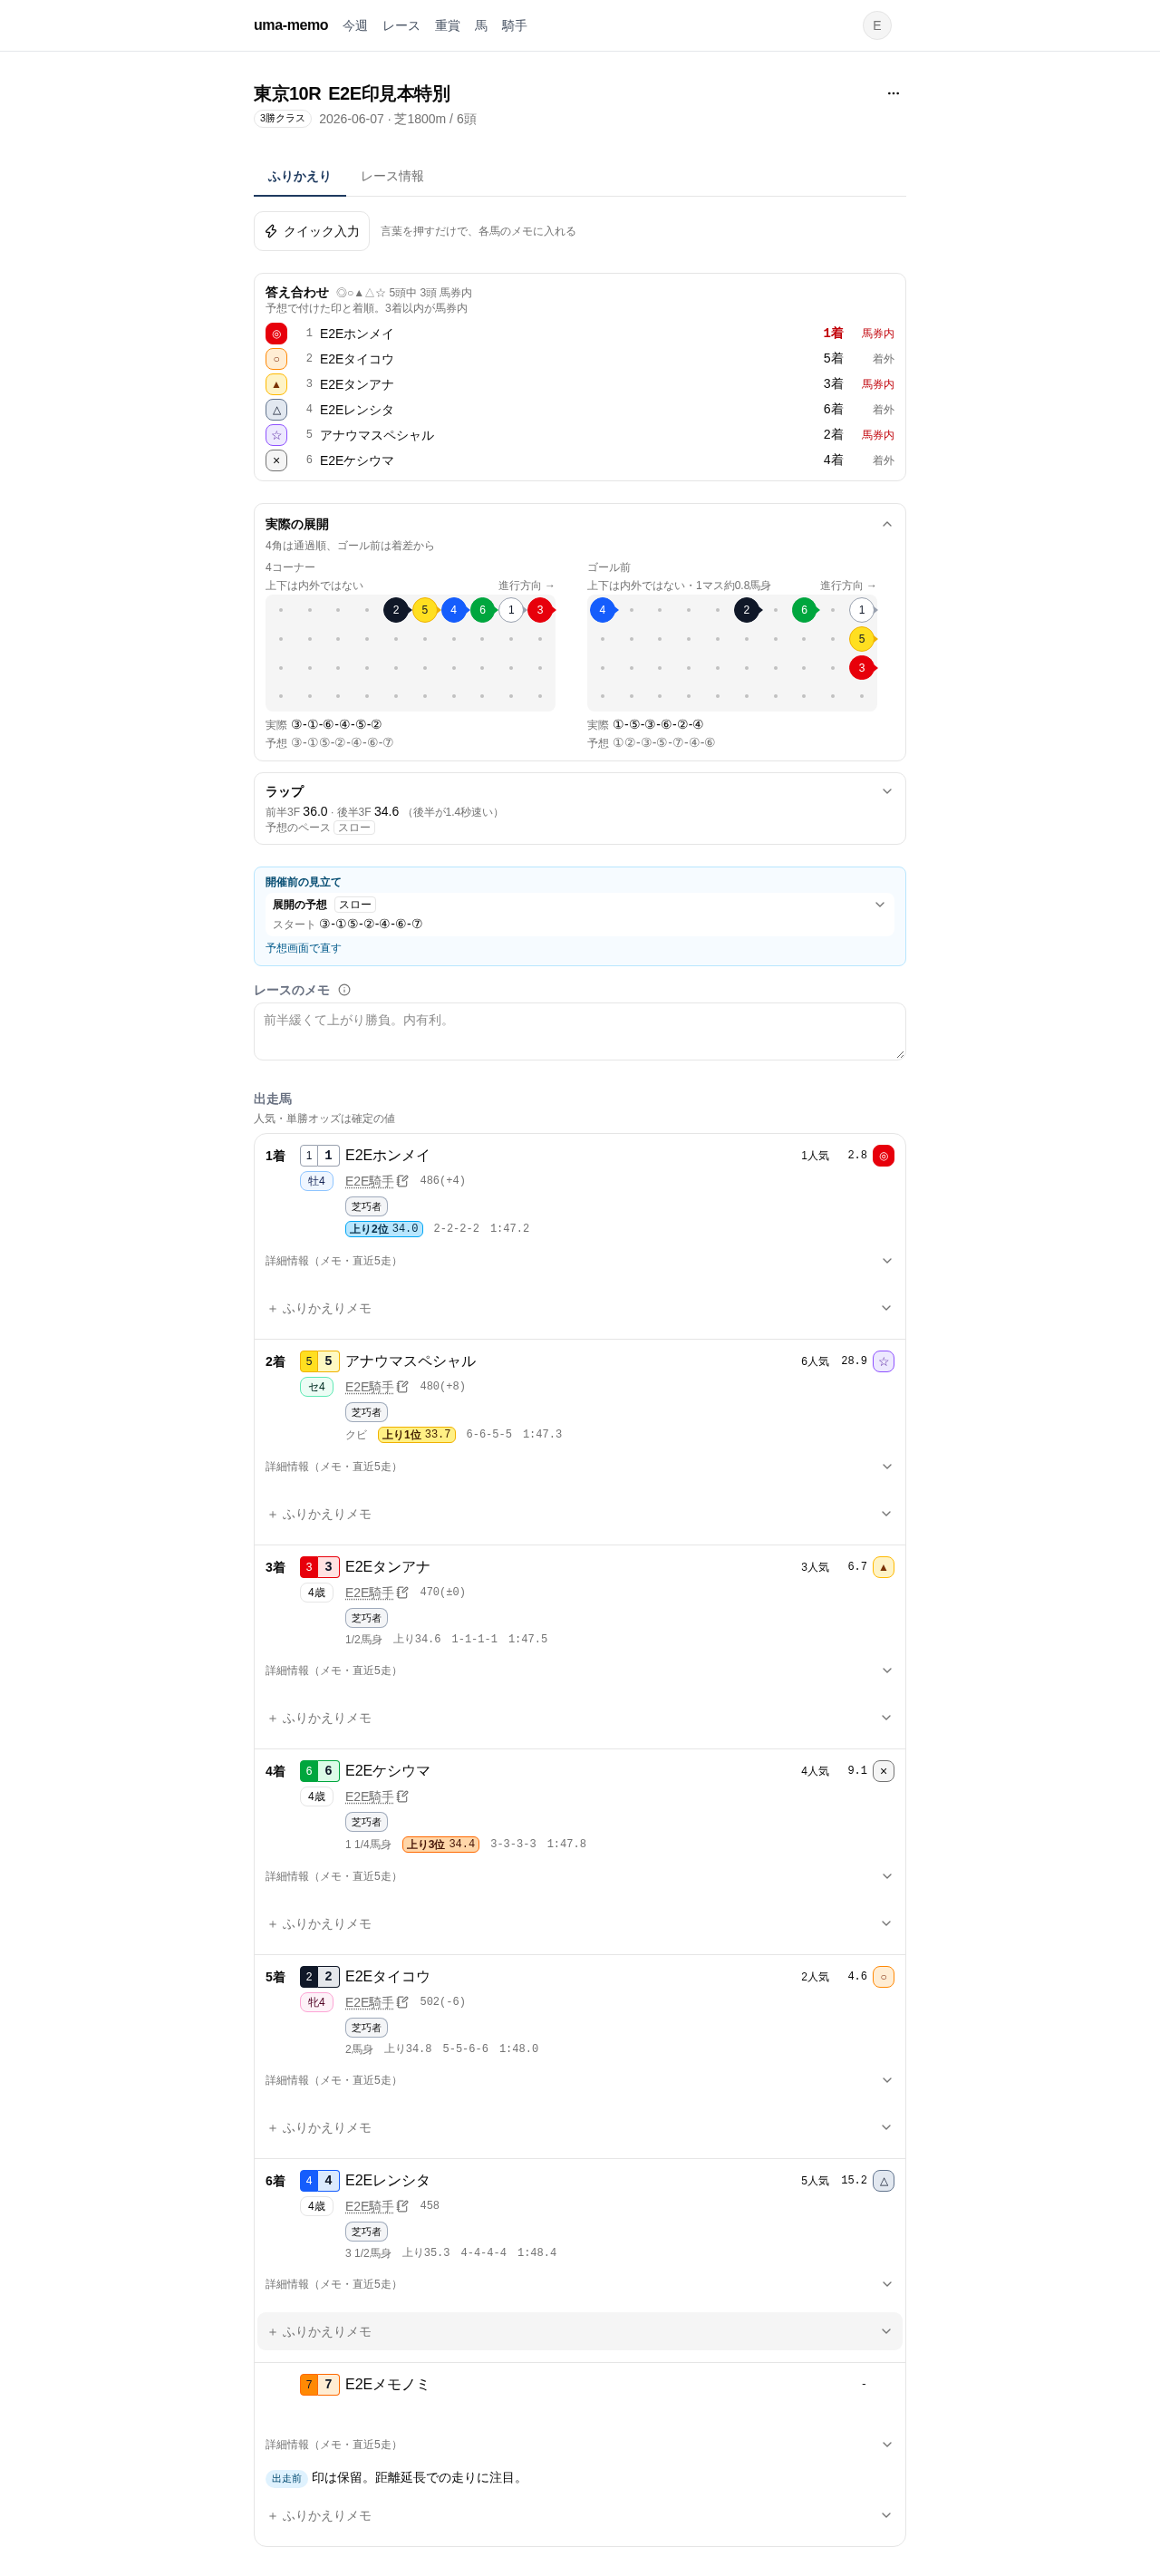 uma-memo 今週 レース 重賞 馬 騎手 E
東京10R E2E印見本特別 …
3勝クラス 2026-06-07 · 芝1800m / 6頭
ふりかえり レース情報
クイック入力 言葉を押すだけで、各馬のメモに入れる
答え合わせ ◎○▲△☆ 5頭中 3頭 馬券内
予想で付けた印と着順。3着以内が馬券内
◎ 1 E2Eホンメイ 1着 馬券内
○ 2 E2Eタイコウ 5着 着外
▲ 3 E2Eタンアナ 3着 馬券内
△ 4 E2Eレンシタ 6着 着外
☆ 5 アナウマスペシャル 2着 馬券内
× 6 E2Eケシウマ 4着 着外
実際の展開
4角は通過順、ゴール前は着差から
4コーナー
上下は内外ではない 進行方向 →
2 5 4 6 1 3
実際 ③-①-⑥-④-⑤-②
予想 ③-①⑤-②-④-⑥-⑦
ゴール前
上下は内外ではない・1マス約0.8馬身 進行方向 →
4 2 6 1
5
3
実際 ①-⑤-③-⑥-②-④
予想 ①②-③-⑤-⑦-④-⑥
ラップ
前半3F 36.0 · 後半3F 34.6 （後半が1.4秒速い）
予想のペース スロー
開催前の見立て
展開の予想 スロー
スタート ③-①⑤-②-④-⑥-⑦
予想画面で直す
レースのメモ
前半緩くて上がり勝負。内有利。
出走馬
人気・単勝オッズは確定の値
1着 1 1 E2Eホンメイ 1人気 2.8 ◎
牡4 E2E騎手 486(+4)
芝巧者
上り2位 34.0 2-2-2-2 1:47.2
詳細情報（メモ・直近5走）
＋ ふりかえりメモ
2着 5 5 アナウマスペシャル 6人気 28.9 ☆
セ4 E2E騎手 480(+8)
芝巧者
クビ 上り1位 33.7 6-6-5-5 1:47.3
詳細情報（メモ・直近5走）
＋ ふりかえりメモ
3着 3 3 E2Eタンアナ 3人気 6.7 ▲
4歳 E2E騎手 470(±0)
芝巧者
1/2馬身 上り34.6 1-1-1-1 1:47.5
詳細情報（メモ・直近5走）
＋ ふりかえりメモ
4着 6 6 E2Eケシウマ 4人気 9.1 ×
4歳 E2E騎手
芝巧者
1 1/4馬身 上り3位 34.4 3-3-3-3 1:47.8
詳細情報（メモ・直近5走）
＋ ふりかえりメモ
5着 2 2 E2Eタイコウ 2人気 4.6 ○
牝4 E2E騎手 502(-6)
芝巧者
2馬身 上り34.8 5-5-6-6 1:48.0
詳細情報（メモ・直近5走）
＋ ふりかえりメモ
6着 4 4 E2Eレンシタ 5人気 15.2 △
4歳 E2E騎手 458
芝巧者
3 1/2馬身 上り35.3 4-4-4-4 1:48.4
詳細情報（メモ・直近5走）
＋ ふりかえりメモ
7 7 E2Eメモノミ -
詳細情報（メモ・直近5走）
出走前 印は保留。距離延長での走りに注目。
＋ ふりかえりメモ